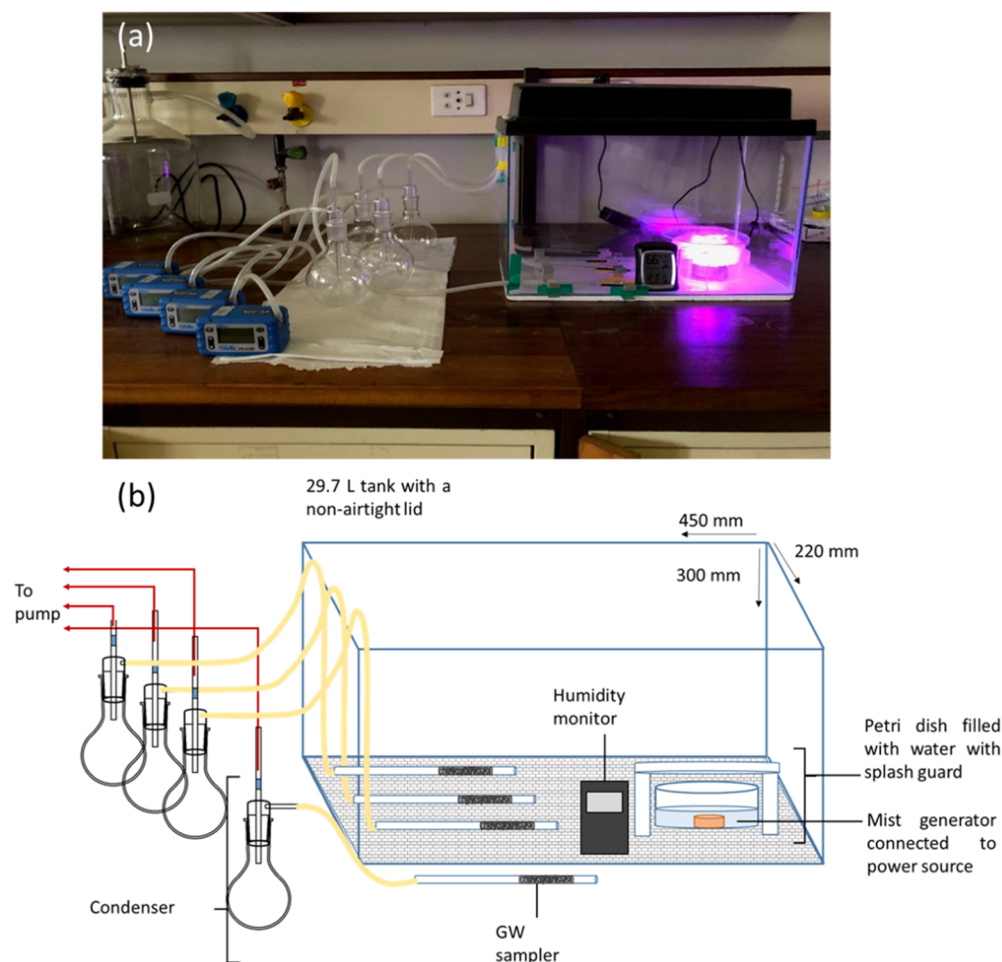 (a)
(b)
29.7 L tank with a
non-airtight lid
450 mm
220 mm
300 mm
To
pump
Humidity
monitor
Petri dish filled
with water with
splash guard
Mist generator
connected to
power source
Condenser
GW
sampler